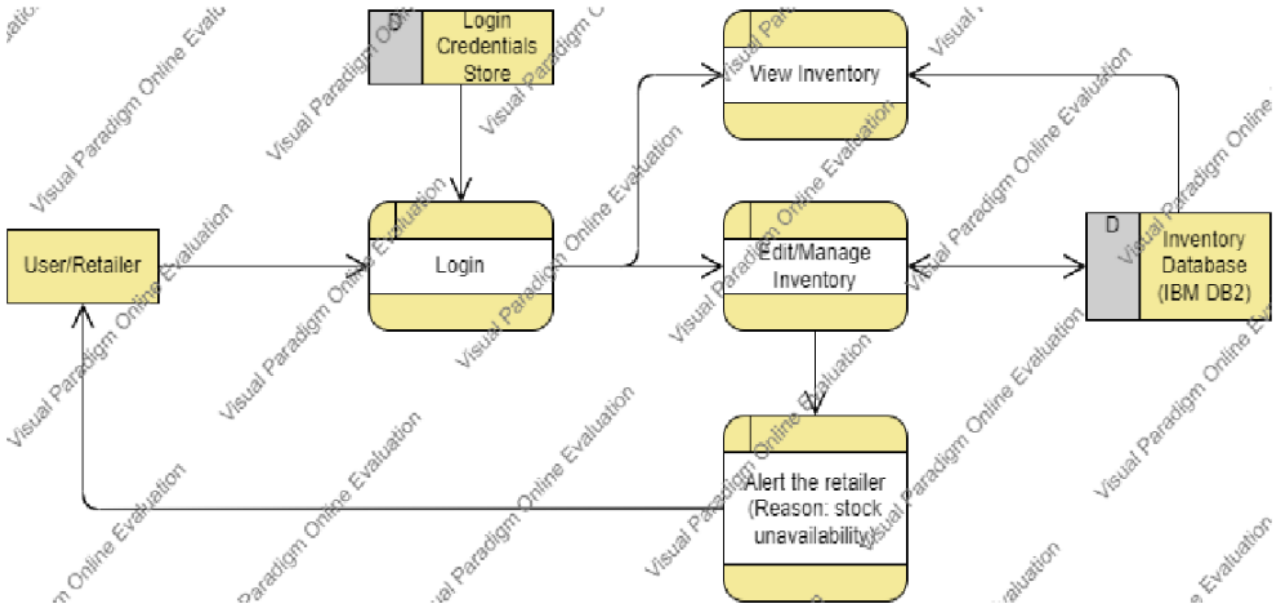 D
Login
Credentials
Store
View Inventory
User/Retailer
Login
Edit/Manage
Inventory
D
Inventory
Database
(IBM DB2)
Alert the retailer
(Reason: stock
unavailability)
Visual Paradigm Online Evaluation